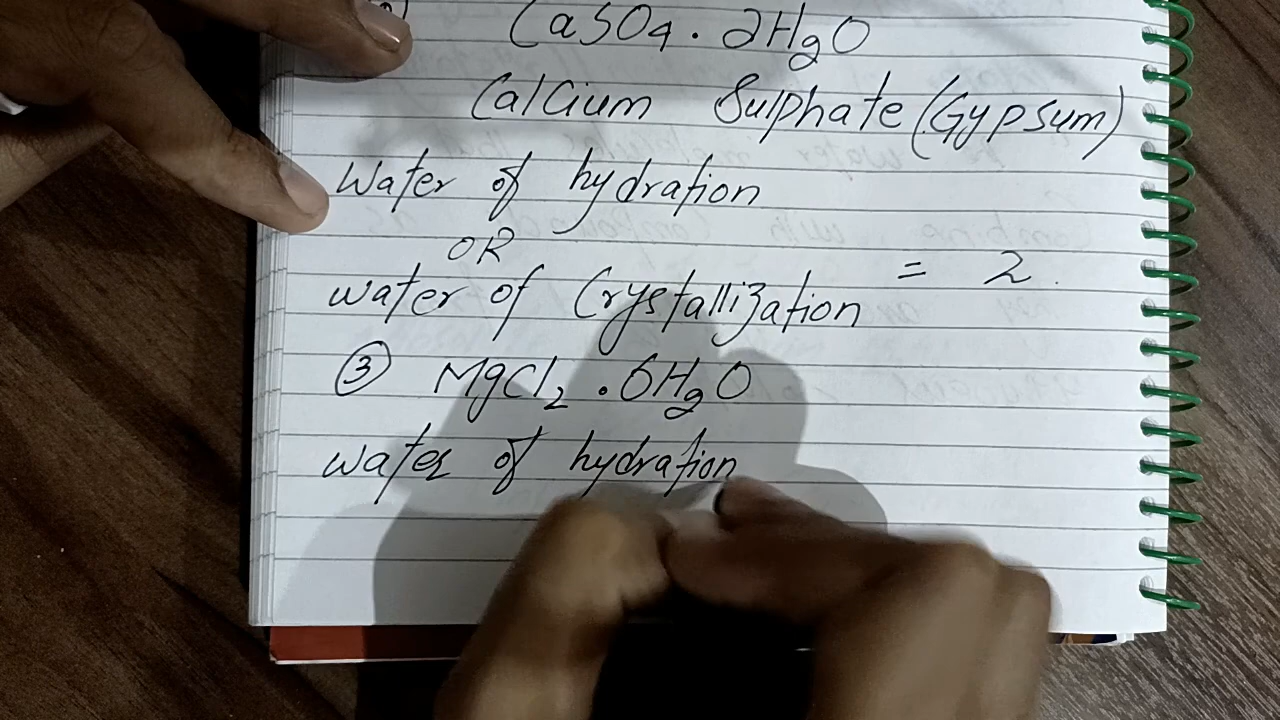 CaSO4 . 2H2O
Calcium Sulphate (Gypsum)
Water of hydration
OR
= 2.
water of Crystallization
③ MgCl2 . 6H2O
water of hydration